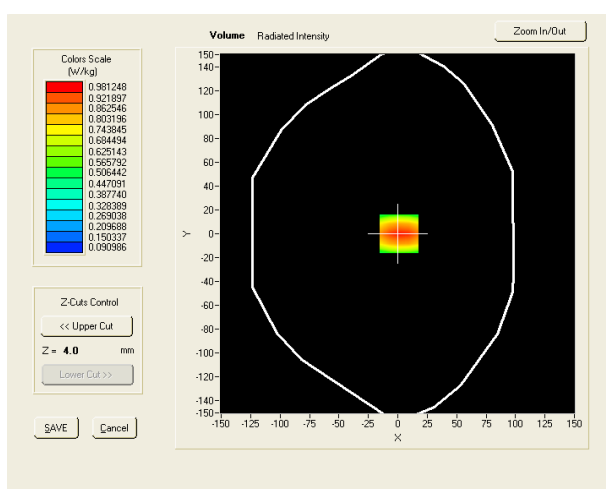 Volume Radiated Intensity
Zoom In/Out
Colors Scale
(W/kg)
0.981248
0.921897
0.862546
0.803196
0.743845
0.684494
0.625143
0.565792
0.506442
0.447091
0.387740
0.328389
0.269038
0.209688
0.150337
0.090986
Z-Cuts Control
<< Upper Cut
Z = 4.0 mm
Lower Cut >>
SAVE Cancel
150
140
120
100
80
60
40
20
0
-20
-40
-60
-80
-100
-120
-140
-150
Y
-150 -125 -100 -75 -50 -25 0 25 50 75 100 125 150
X